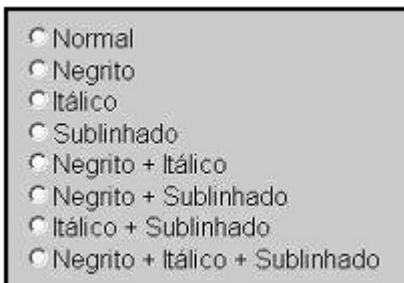 Normal
Negrito
Itálico
Sublinhado
Negrito + Itálico
Negrito + Sublinhado
Itálico + Sublinhado
Negrito + Itálico + Sublinhado